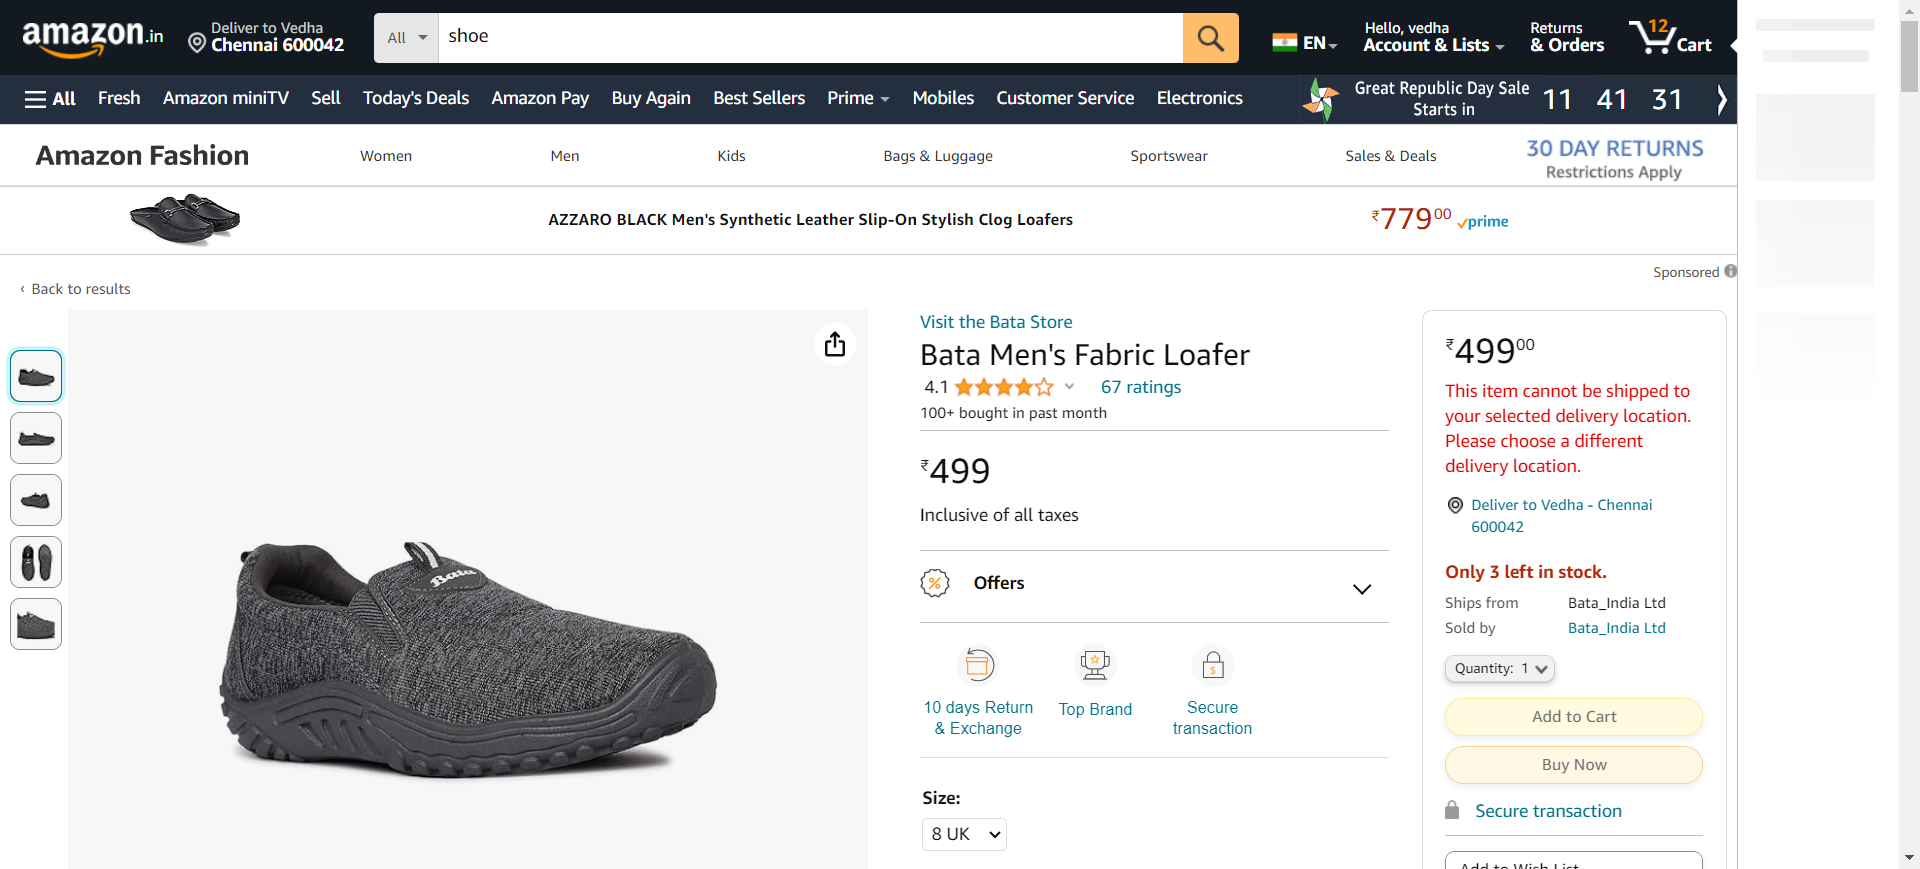 amazon.in
Deliver to Vedha
Chennai 600042
All
shoe
EN
Hello, vedha
Account & Lists
Returns
& Orders
12
Cart
All
Fresh
Amazon miniTV
Sell
Today's Deals
Amazon Pay
Buy Again
Best Sellers
Prime
Mobiles
Customer Service
Electronics
Great Republic Day Sale
Starts in
11 41 31
Amazon Fashion
Women
Men
Kids
Bags & Luggage
Sportswear
Sales & Deals
30 DAY RETURNS
Restrictions Apply
AZZARO BLACK Men's Synthetic Leather Slip-On Stylish Clog Loafers
₹77900 prime
Sponsored
‹ Back to results
Bata
Visit the Bata Store
Bata Men's Fabric Loafer
4.1
67 ratings
100+ bought in past month
₹499
Inclusive of all taxes
%
Offers
10 days Return
& Exchange
Top Brand
$
Secure
transaction
Size:
8 UK
₹49900
This item cannot be shipped to
your selected delivery location.
Please choose a different
delivery location.
Deliver to Vedha - Chennai
600042
Only 3 left in stock.
Ships from Bata_India Ltd
Sold by Bata_India Ltd
Quantity: 1
Add to Cart
Buy Now
Secure transaction
Add to Wish List